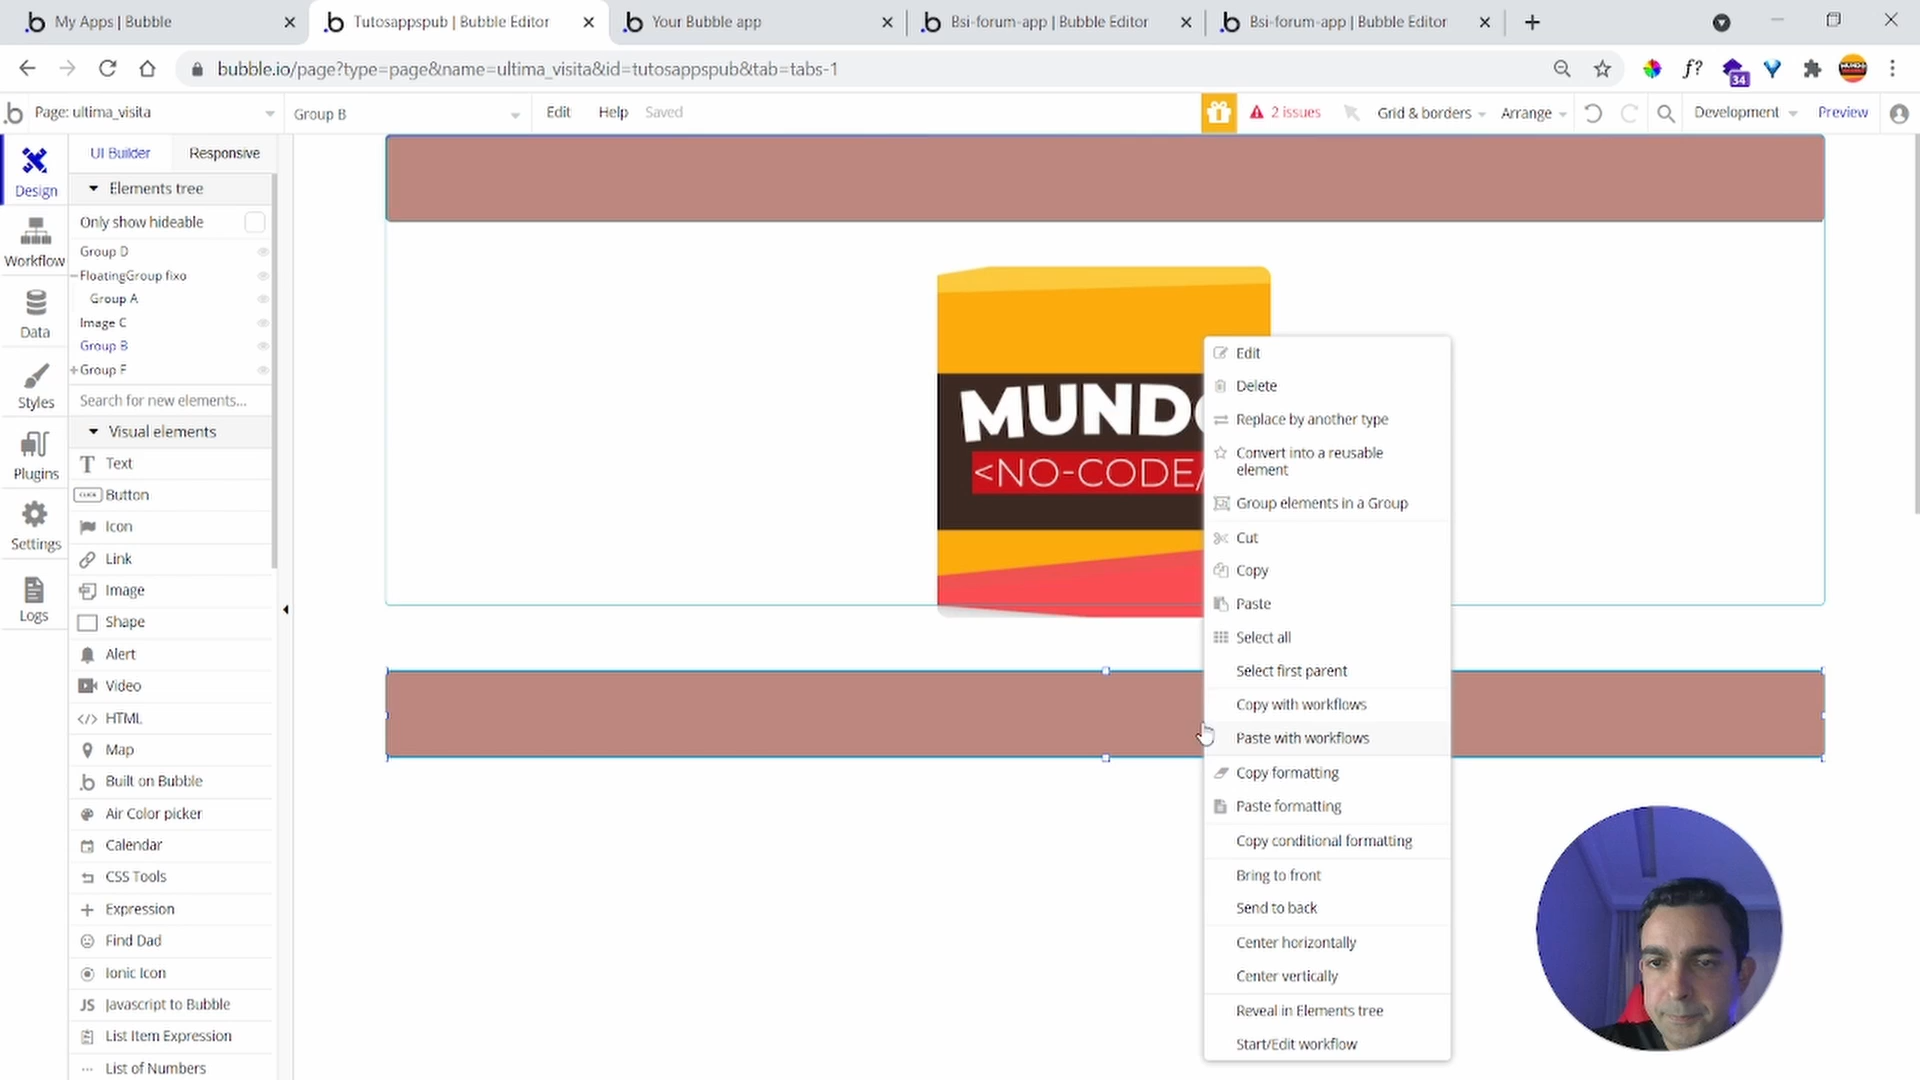 My Apps | Bubble
Tutosappspub | Bubble Editor
Your Bubble app
Bsi-forum-app | Bubble Editor
Bsi-forum-app | Bubble Editor
bubble.io/page?type=page&name=ultima_visita&id=tutosappspub&tab=tabs-1
f?
34
Page: ultima_visita
Group B
Edit
Help
Saved
2 issues
Grid & borders
Arrange
Development
Preview
Design
Workflow
Data
Styles
Plugins
Settings
Logs
UI Builder
Responsive
Elements tree
Only show hideable
Group D
FloatingGroup fixo
Group A
Image C
Group B
Group F
Search for new elements...
Visual elements
Text
CLICK Button
Icon
Link
Image
Shape
Alert
Video
</> HTML
Map
Built on Bubble
Air Color picker
Calendar
CSS Tools
Expression
Find Dad
Ionic Icon
JS Javascript to Bubble
List Item Expression
List of Numbers
MUNDO
<NO-CODE/
Edit
Delete
Replace by another type
Convert into a reusable
element
Group elements in a Group
Cut
Copy
Paste
Select all
Select first parent
Copy with workflows
Paste with workflows
Copy formatting
Paste formatting
Copy conditional formatting
Bring to front
Send to back
Center horizontally
Center vertically
Reveal in Elements tree
Start/Edit workflow